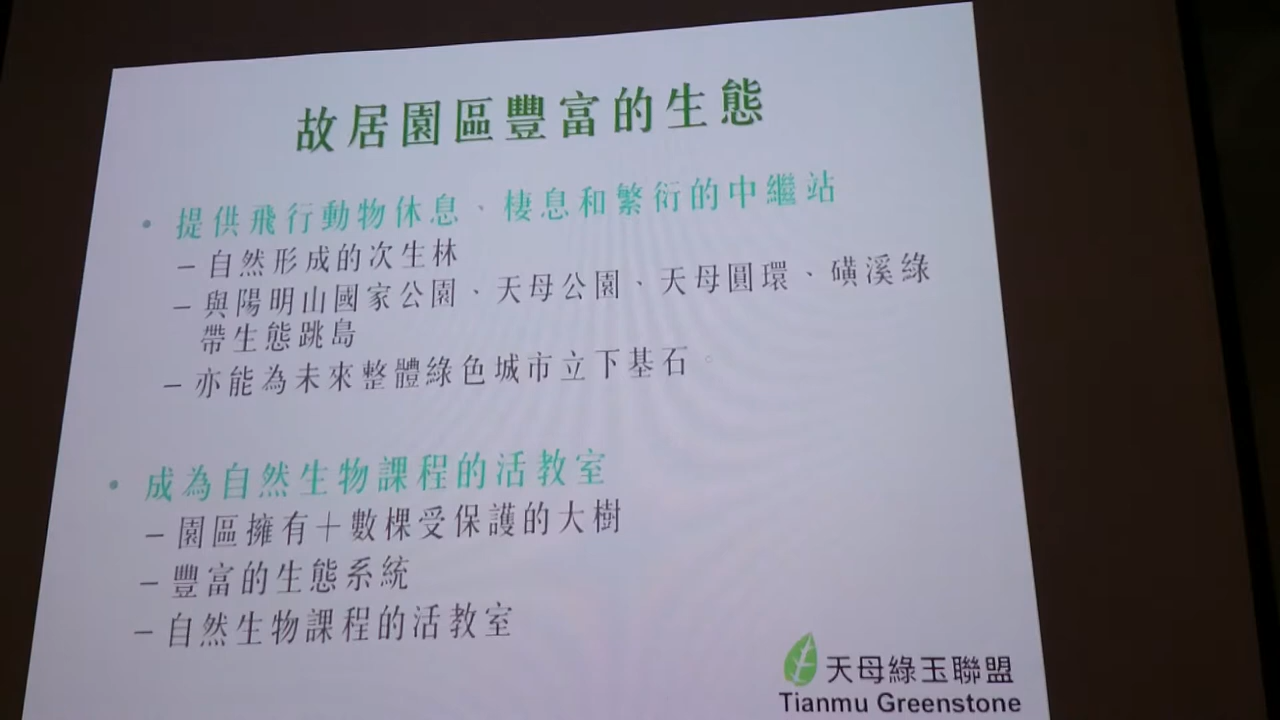 故居園區豐富的生態
• 提供飛行動物休息、棲息和繁衍的中繼站
– 自然形成的次生林
– 與陽明山國家公園、天母公園、天母圓環、磺溪綠
帶生態跳島
– 亦能為未來整體綠色城市立下基石。
• 成為自然生物課程的活教室
– 園區擁有十數棵受保護的大樹
– 豐富的生態系統
– 自然生物課程的活教室
天母綠玉聯盟
Tianmu Greenstone